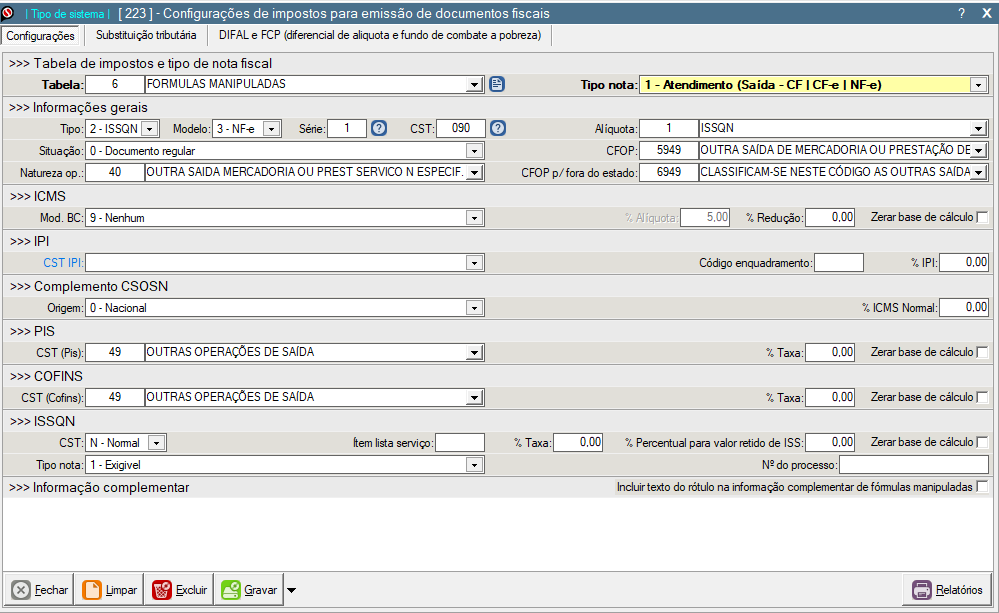 | Tipo de sistema | [ 223 ] - Configurações de impostos para emissão de documentos fiscais ? X
Configurações Substituição tributária DIFAL e FCP (diferencial de aliquota e fundo de combate a pobreza)
>>> Tabela de impostos e tipo de nota fiscal
Tabela: 6 FORMULAS MANIPULADAS Tipo nota: 1 - Atendimento (Saída - CF | CF-e | NF-e)
>>> Informações gerais
Tipo: 2 - ISSQN Modelo: 3 - NF-e Série: 1 ? CST: 090 ? Alíquota: 1 ISSQN
Situação: 0 - Documento regular CFOP: 5949 OUTRA SAÍDA DE MERCADORIA OU PRESTAÇÃO DE
Natureza op.: 40 OUTRA SAIDA MERCADORIA OU PREST SERVICO N ESPECIF. CFOP p/ fora do estado: 6949 CLASSIFICAM-SE NESTE CÓDIGO AS OUTRAS SAÍDA
>>> ICMS
Mod. BC: 9 - Nenhum % Alíquota: 5,00 % Redução: 0,00 Zerar base de cálculo
>>> IPI
CST IPI: Código enquadramento: % IPI: 0,00
>>> Complemento CSOSN
Origem: 0 - Nacional % ICMS Normal: 0,00
>>> PIS
CST (Pis): 49 OUTRAS OPERAÇÕES DE SAÍDA % Taxa: 0,00 Zerar base de cálculo
>>> COFINS
CST (Cofins): 49 OUTRAS OPERAÇÕES DE SAÍDA % Taxa: 0,00 Zerar base de cálculo
>>> ISSQN
CST: N - Normal Ítem lista serviço: % Taxa: 0,00 % Percentual para valor retido de ISS: 0,00 Zerar base de cálculo
Tipo nota: 1 - Exigivel Nº do processo:
>>> Informação complementar Incluir texto do rótulo na informação complementar de fórmulas manipuladas
Fechar Limpar Excluir Gravar Relatórios